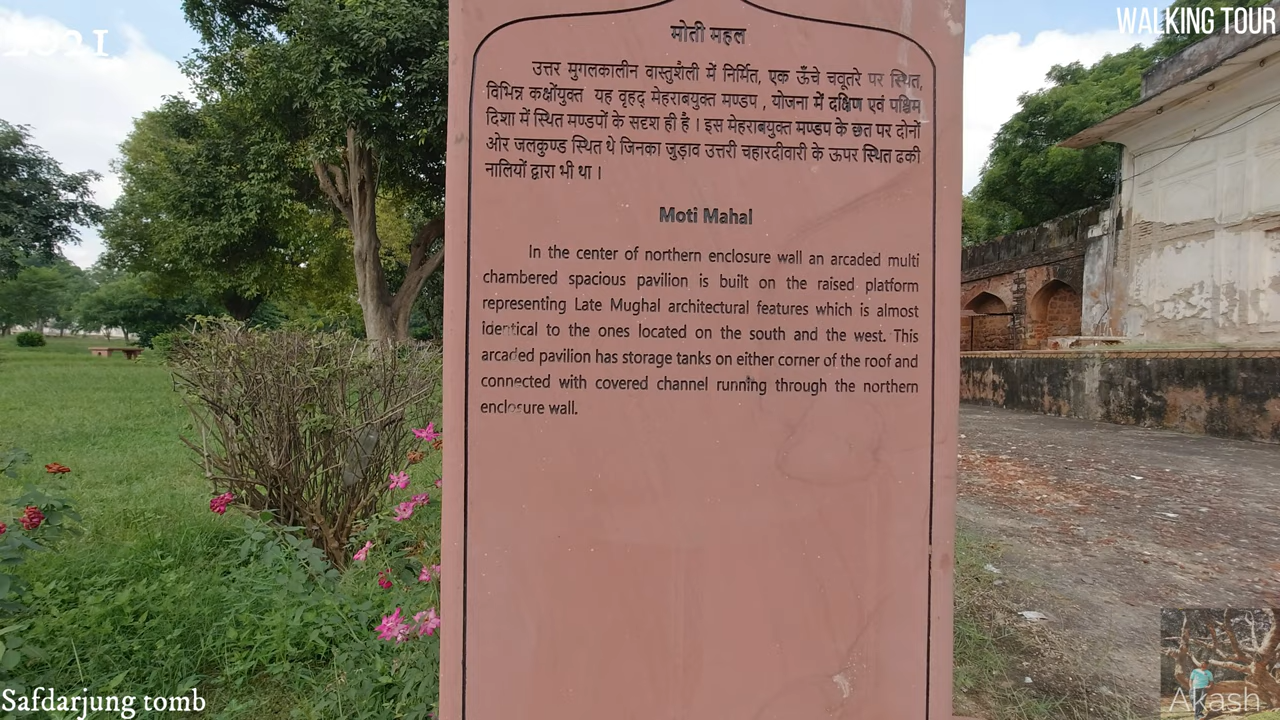 2021
WALKING TOUR
मोती महल
उत्तर मुगलकालीन वास्तुशैली में निर्मित, एक ऊँचे चबूतरे पर स्थित,
विभिन्न कक्षोंयुक्त यह वृहद् मेहराबयुक्त मण्डप , योजना में दक्षिण एवं पश्चिम
दिशा में स्थित मण्डपों के सदृश ही है । इस मेहराबयुक्त मण्डप के छत पर दोनों
ओर जलकुण्ड स्थित थे जिनका जुड़ाव उत्तरी चहारदीवारी के ऊपर स्थित ढकी
नालियों द्वारा भी था ।
Moti Mahal
In the center of northern enclosure wall an arcaded multi
chambered spacious pavilion is built on the raised platform
representing Late Mughal architectural features which is almost
identical to the ones located on the south and the west. This
arcaded pavilion has storage tanks on either corner of the roof and
connected with covered channel running through the northern
enclosure wall.
Safdarjung tomb
Akash